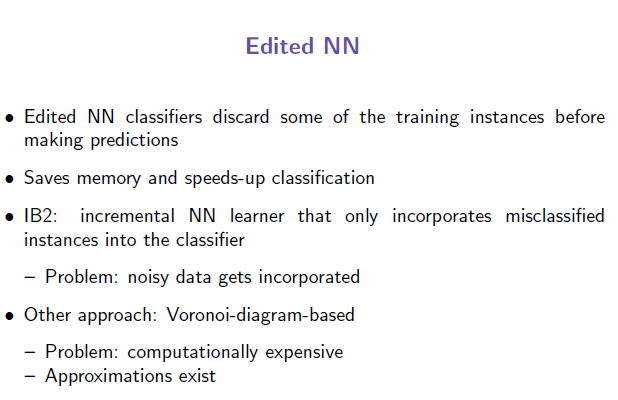 Edited NN
• Edited NN classifiers discard some of the training instances before
making predictions
• Saves memory and speeds-up classification
• IB2: incremental NN learner that only incorporates misclassified
instances into the classifier
– Problem: noisy data gets incorporated
• Other approach: Voronoi-diagram-based
– Problem: computationally expensive
– Approximations exist